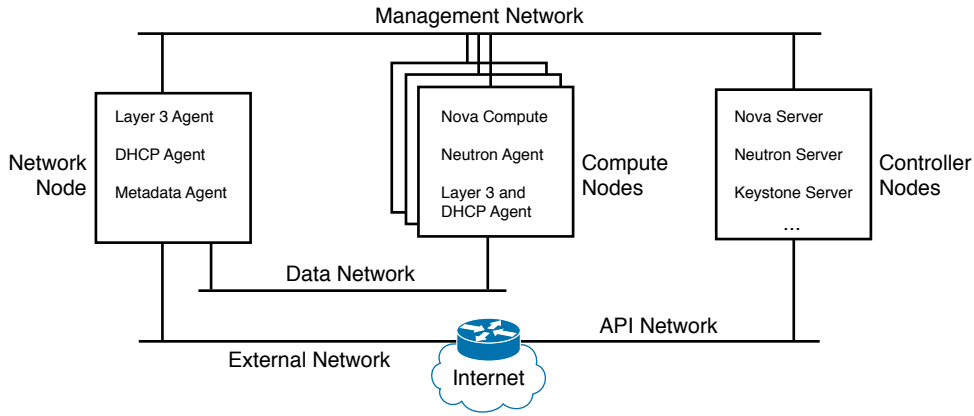 Management Network
Network
Node
Layer 3 Agent
DHCP Agent
Metadata Agent
Nova Compute
Neutron Agent
Layer 3 and
DHCP Agent
Compute
Nodes
Nova Server
Neutron Server
Keystone Server
...
Controller
Nodes
Data Network
API Network
External Network
Internet